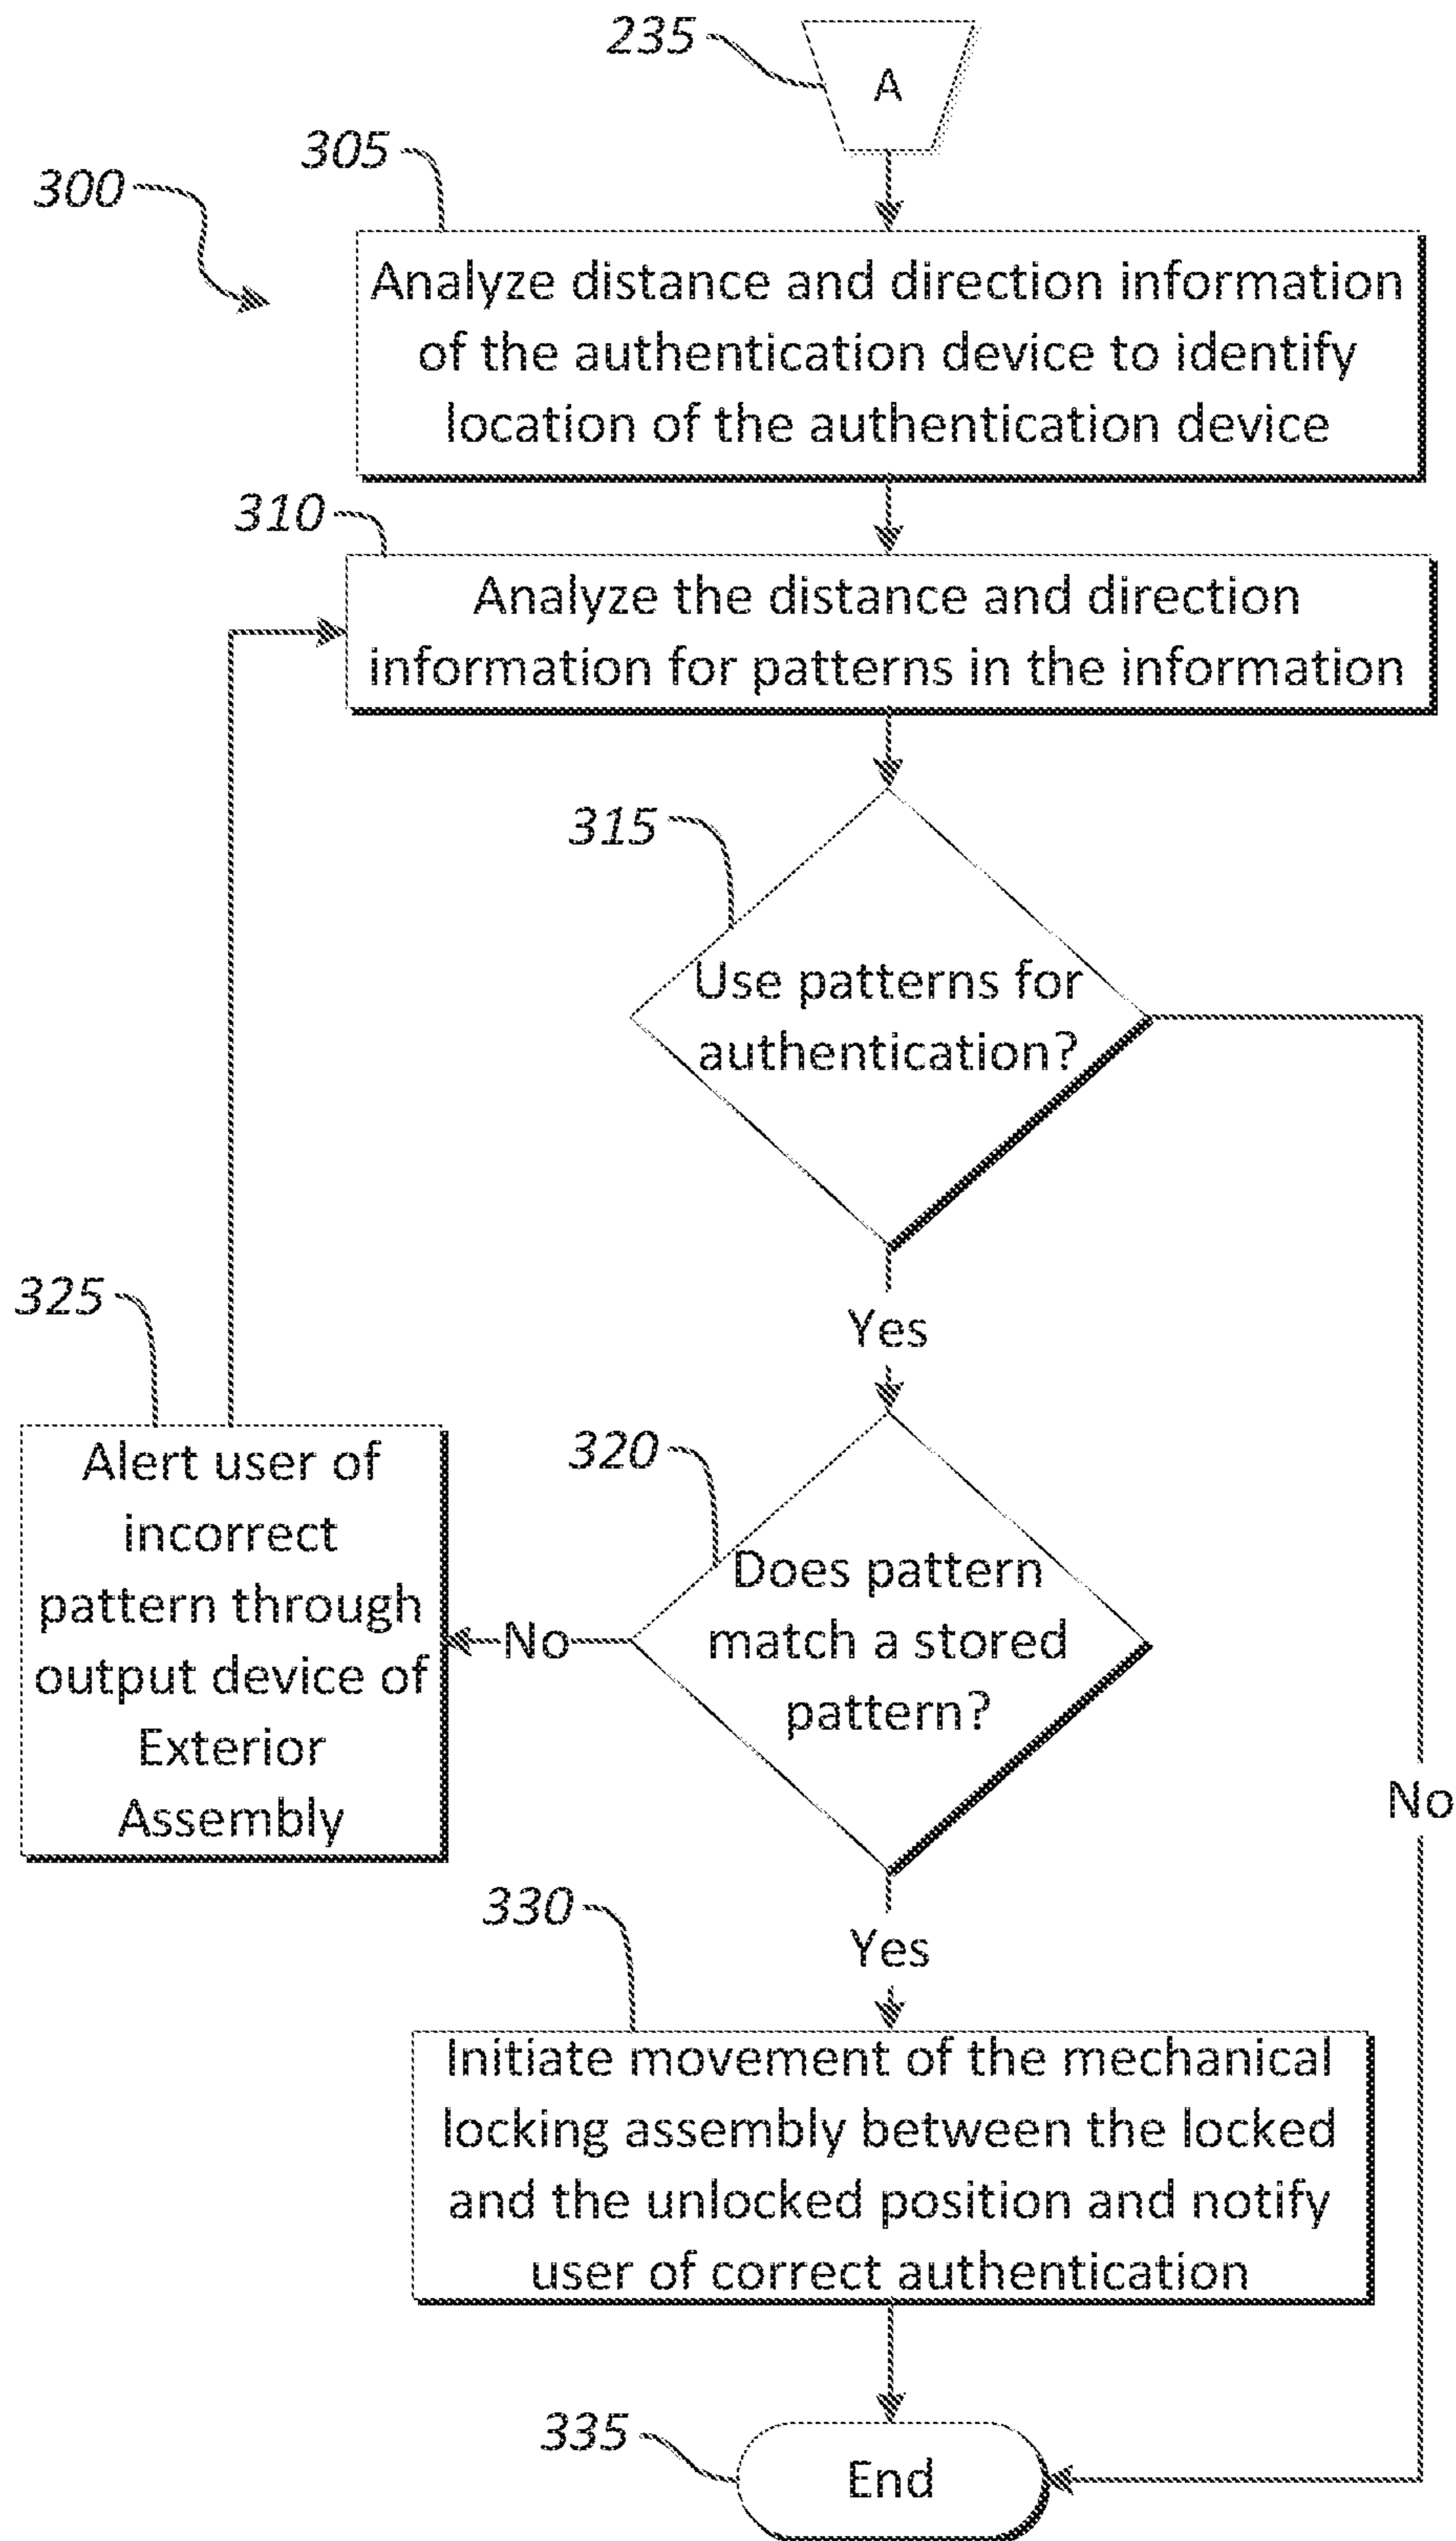 235
A
305
300
Analyze distance and direction information
of the authentication device to identify
location of the authentication device
310
Analyze the distance and direction
information for patterns in the information
315
Use patterns for
authentication?
Yes
325
Alert user of
incorrect
pattern through
output device of
Exterior
Assembly
320
Does pattern
match a stored
pattern?
No
No
330
Yes
Initiate movement of the mechanical
locking assembly between the locked
and the unlocked position and notify
user of correct authentication
335
End